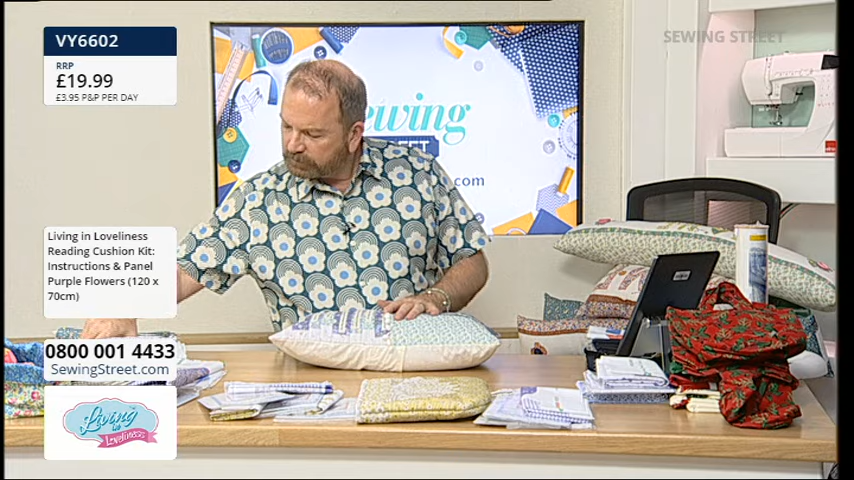 VY6602
SEWING STREET
RRP
£19.99
£3.95 P&P PER DAY
ewing
.com
Living in Loveliness
Reading Cushion Kit:
Instructions & Panel
Purple Flowers (120 x
70cm)
0800 001 4433
SewingStreet.com
Living
in
Loveliness